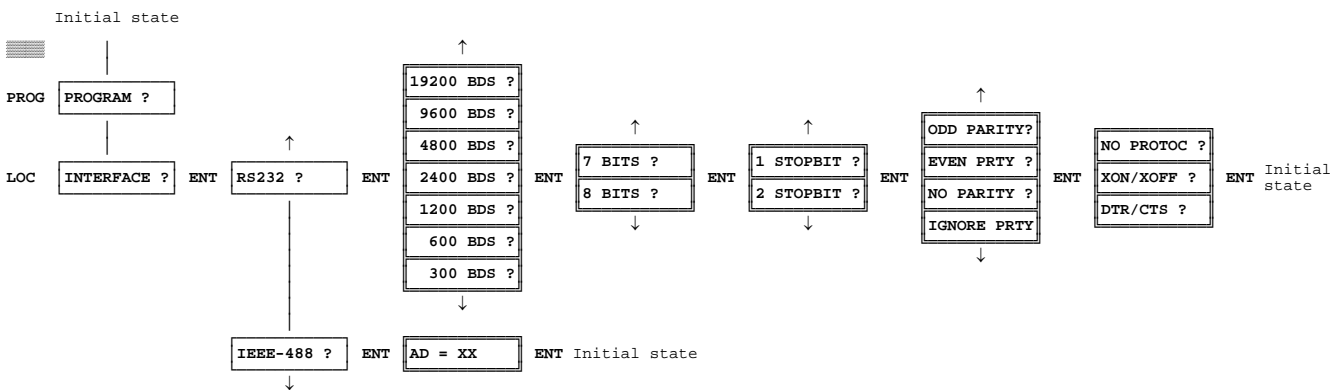 Initial state
PROG PROGRAM ?
LOC INTERFACE ? ENT RS232 ? ENT
19200 BDS ?
9600 BDS ?
4800 BDS ?
2400 BDS ?
1200 BDS ?
600 BDS ?
300 BDS ?
ENT
7 BITS ?
8 BITS ?
ENT
1 STOPBIT ?
2 STOPBIT ?
ENT
ODD PARITY?
EVEN PRTY ?
NO PARITY ?
IGNORE PRTY
ENT
NO PROTOC ?
XON/XOFF ?
DTR/CTS ?
ENT Initial
state
IEEE-488 ? ENT AD = XX ENT Initial state